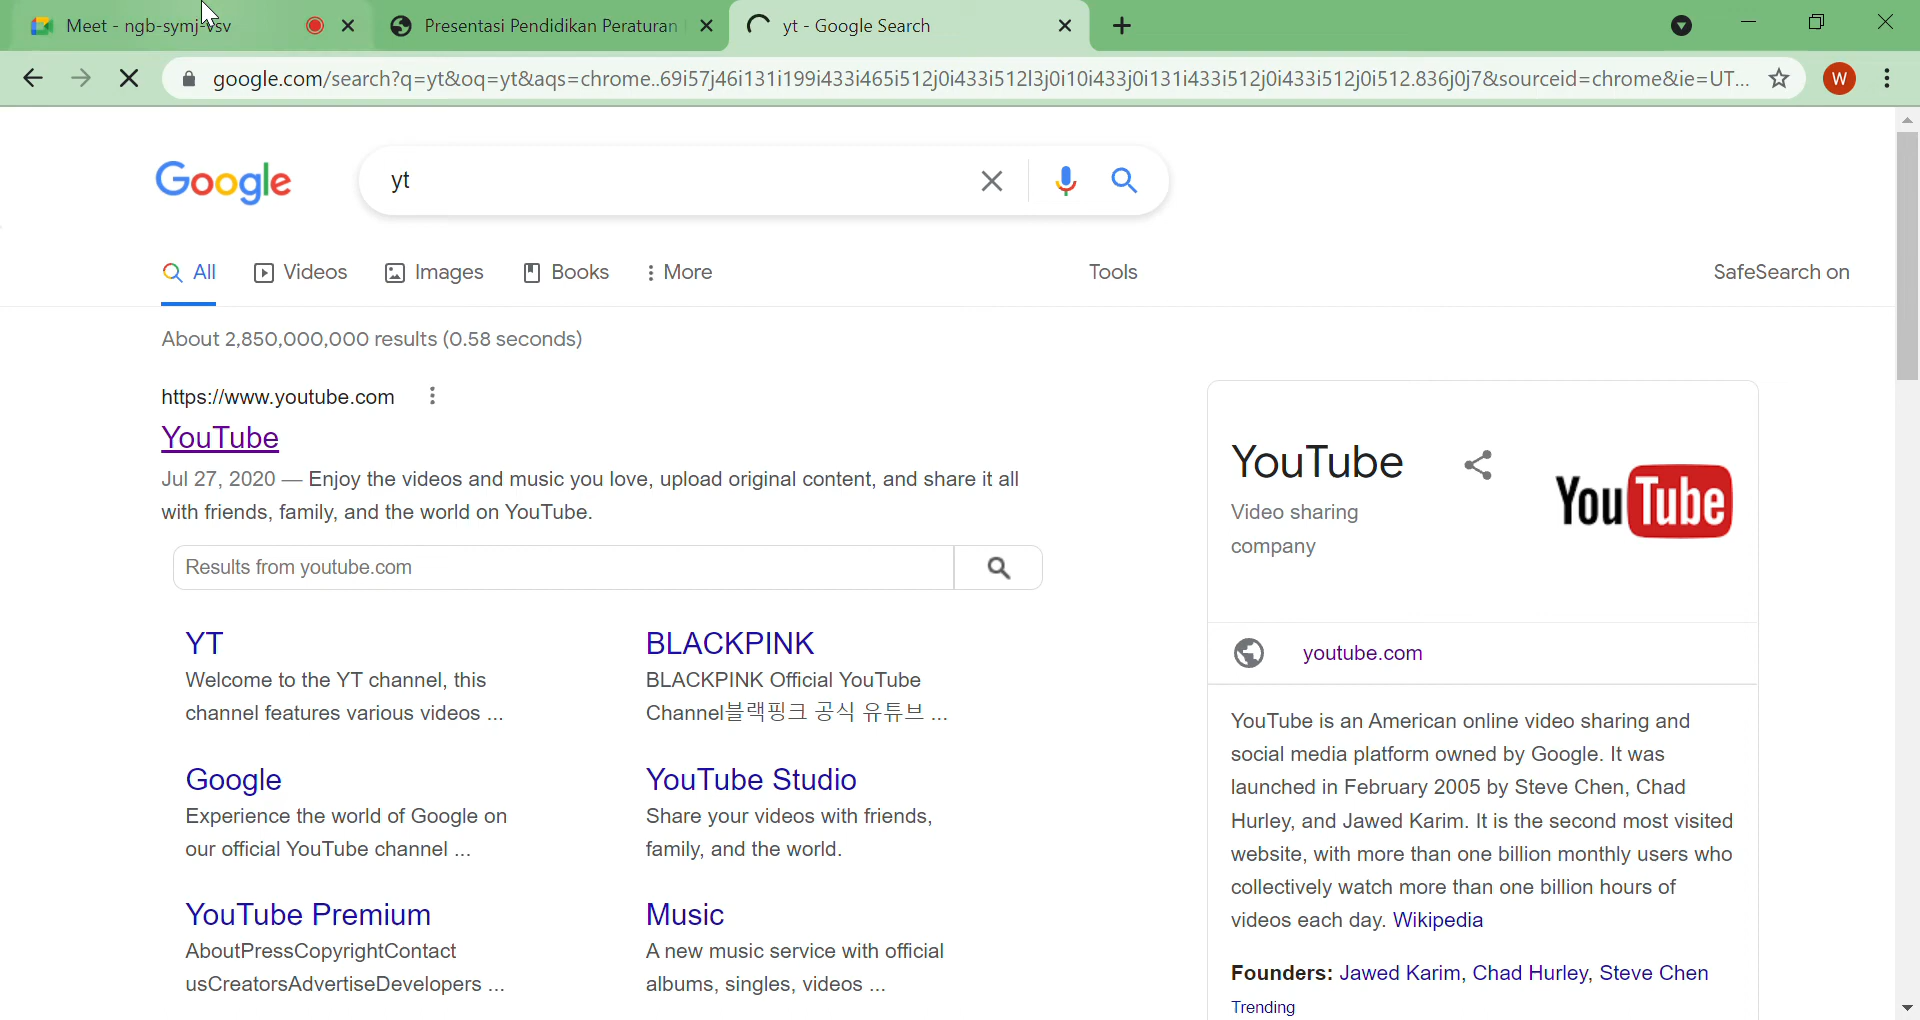 Meet - ngb-symj-vsv
Presentasi Pendidikan Peraturan
yt - Google Search
google.com/search?q=yt&oq=yt&aqs=chrome..69i57j46i131i199i433i465i512j0i433i512l3j0i10i433j0i131i433i512j0i433i512j0i512.836j0j7&sourceid=chrome&ie=UT...
W
Google
yt
All
Videos
Images
Books
More
Tools
SafeSearch on
About 2,850,000,000 results (0.58 seconds)
https://www.youtube.com
YouTube
Jul 27, 2020 — Enjoy the videos and music you love, upload original content, and share it all
with friends, family, and the world on YouTube.
Results from youtube.com
YT
Welcome to the YT channel, this
channel features various videos ...
BLACKPINK
BLACKPINK Official YouTube
Channel블랙핑크 공식 유튜브 ...
Google
Experience the world of Google on
our official YouTube channel ...
YouTube Studio
Share your videos with friends,
family, and the world.
YouTube Premium
AboutPressCopyrightContact
usCreatorsAdvertiseDevelopers ...
Music
A new music service with official
albums, singles, videos ...
YouTube
Video sharing
company
YouTube
youtube.com
YouTube is an American online video sharing and
social media platform owned by Google. It was
launched in February 2005 by Steve Chen, Chad
Hurley, and Jawed Karim. It is the second most visited
website, with more than one billion monthly users who
collectively watch more than one billion hours of
videos each day. Wikipedia
Founders: Jawed Karim, Chad Hurley, Steve Chen
Trending